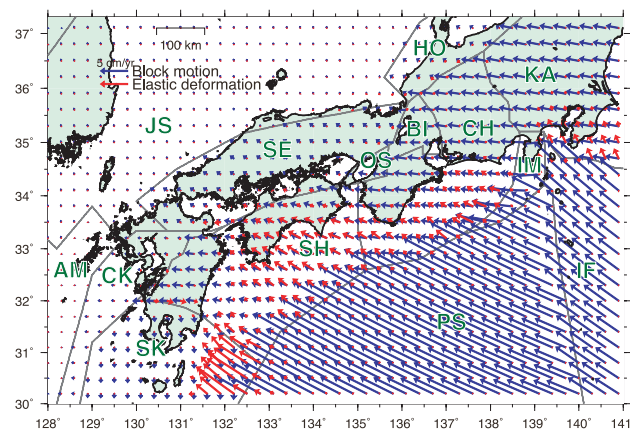 37°
36°
35°
34°
33°
32°
31°
30°
100 km
5 cm/yr
Block motion
Elastic deformation
HO
KA
JS
BI
CH
SE
OS
IM
SH
AM
CK
IF
PS
SK
128° 129° 130° 131° 132° 133° 134° 135° 136° 137° 138° 139° 140° 141